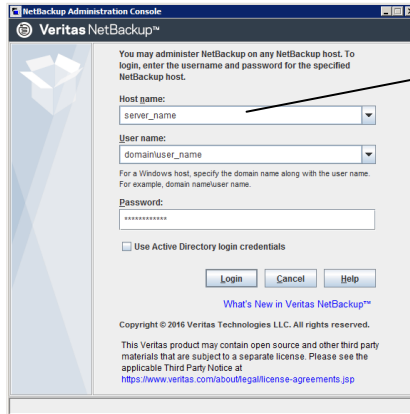 NetBackup Administration Console
Veritas NetBackup™
You may administer NetBackup on any NetBackup host. To
login, enter the username and password for the specified
NetBackup host.
Host name:
server_name
User name:
domain\user_name
For a Windows host, specify the domain name along with the user name.
For example, domain name\user name.
Password:
************
Use Active Directory login credentials
Login Cancel Help
What's New in Veritas NetBackup™
Copyright © 2016 Veritas Technologies LLC. All rights reserved.
This Veritas product may contain open source and other third party
materials that are subject to a separate license. Please see the
applicable Third Party Notice at
https://www.veritas.com/about/legal/license-agreements.jsp